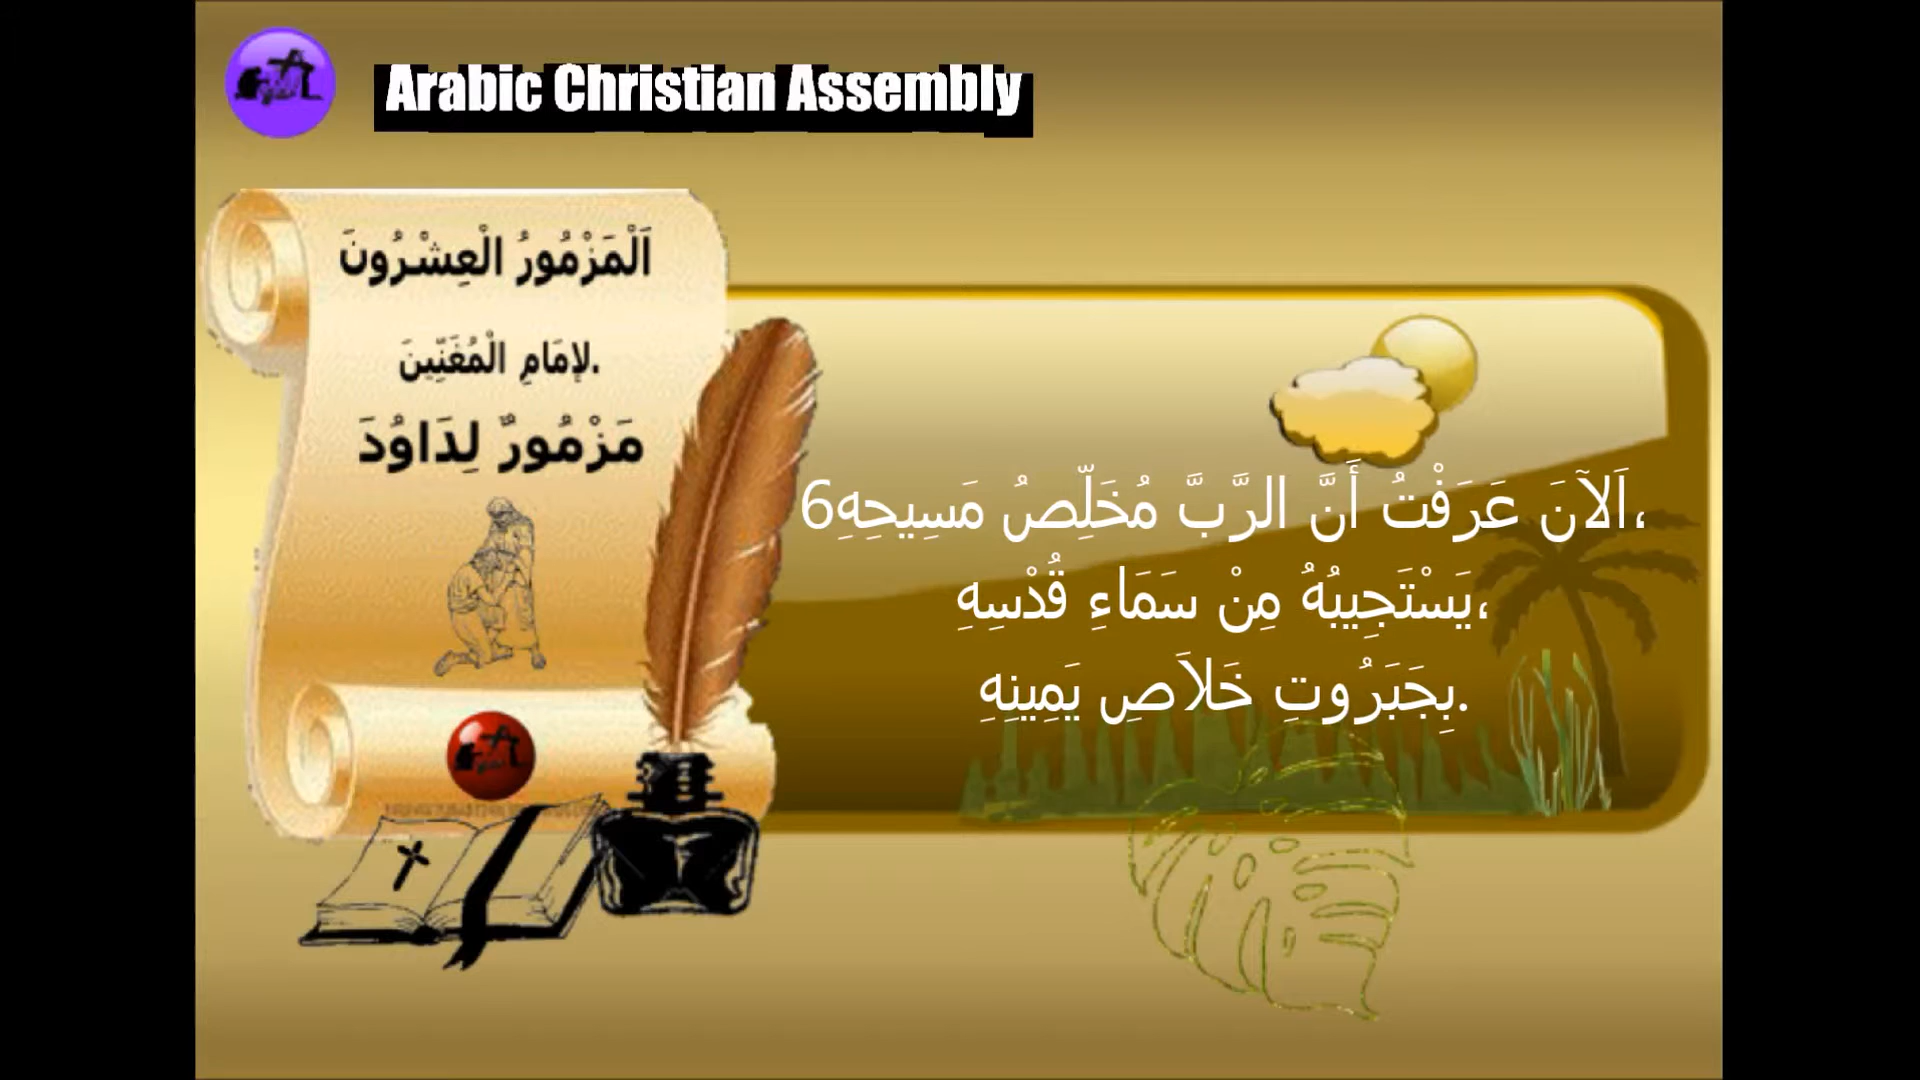 Arabic Christian Assembly
اَلْمَزْمُورُ الْعِشْرُونَ
لإِمَامِ الْمُغَنِّينَ.
مَزْمُورٌ لِدَاوُدَ
6اَلآنَ عَرَفْتُ أَنَّ الرَّبَّ مُخَلِّصُ مَسِيحِهِ،
يَسْتَجِيبُهُ مِنْ سَمَاءِ قُدْسِهِ،
بِجَبَرُوتِ خَلاَصِ يَمِينِهِ.